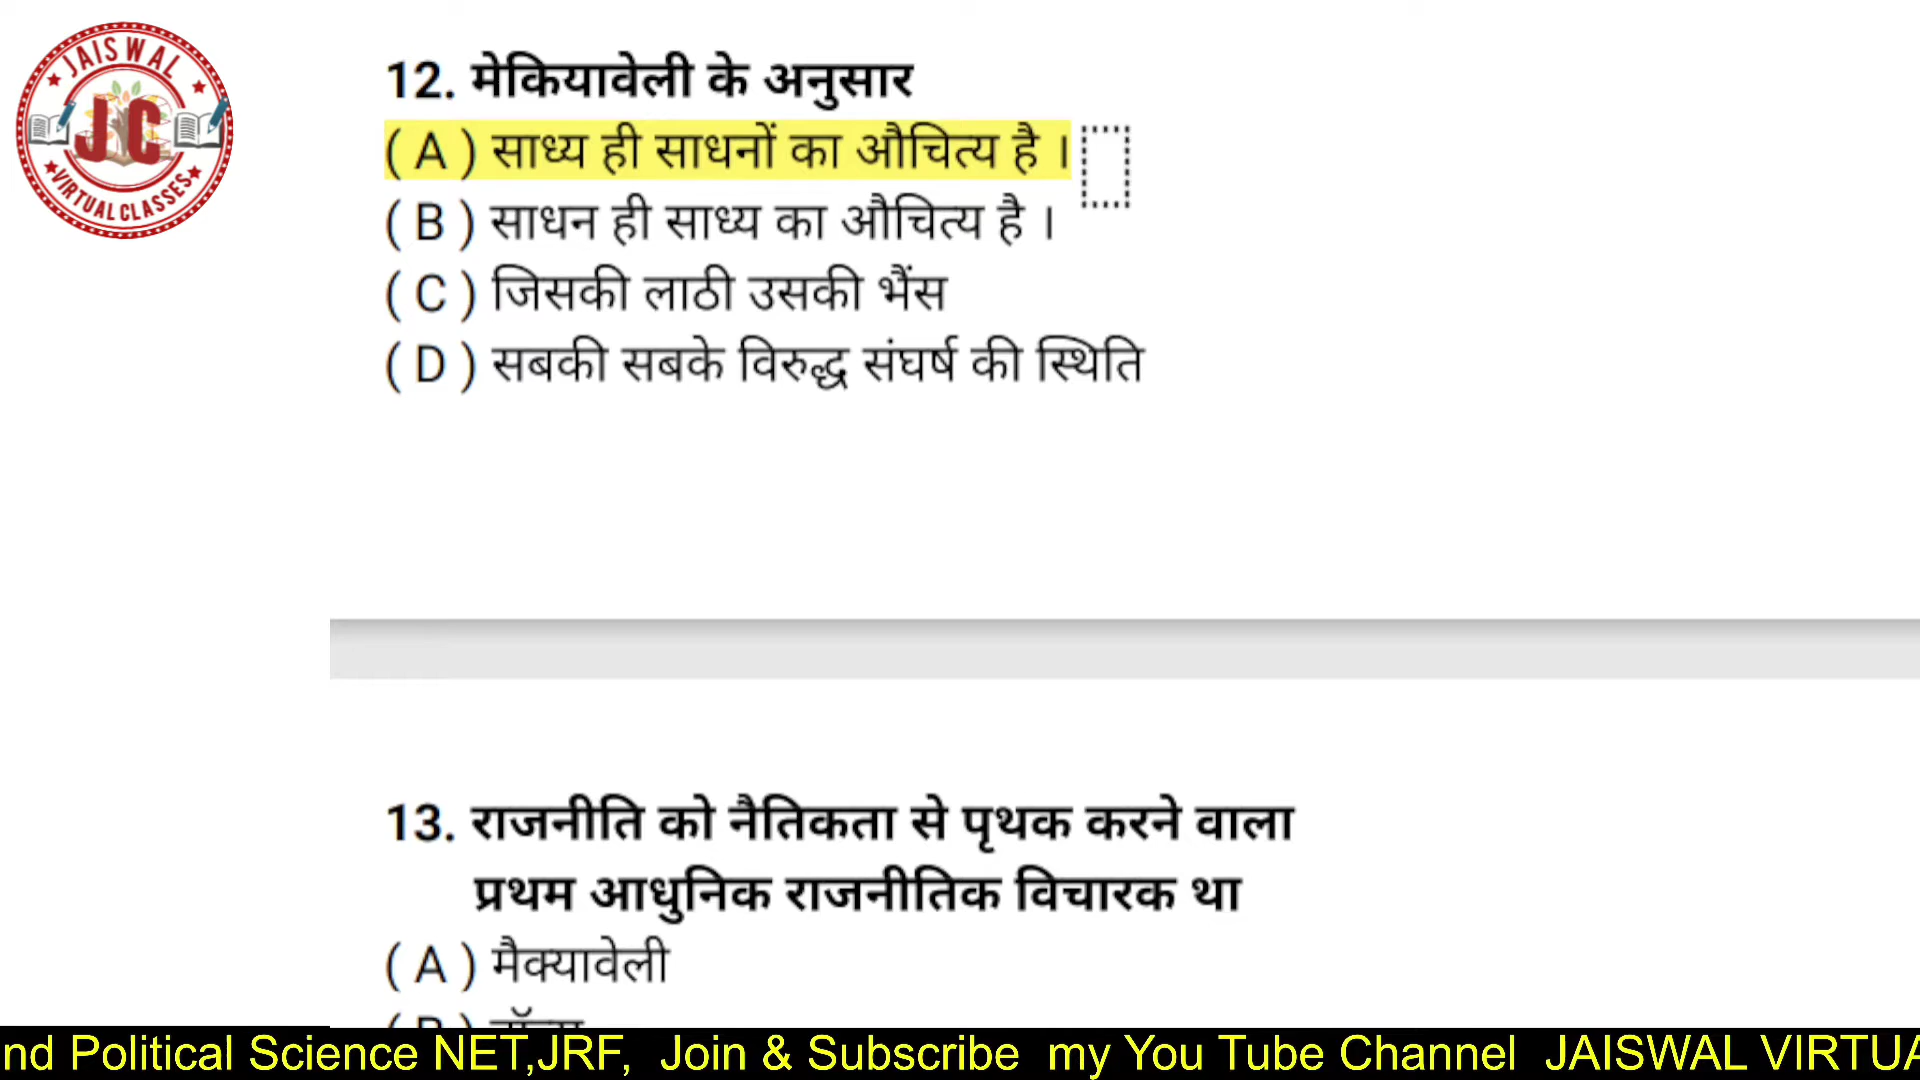 JAISWAL
JC
VIRTUAL CLASSES
12. मेकियावेली के अनुसार
( A ) साध्य ही साधनों का औचित्य है ।
( B ) साधन ही साध्य का औचित्य है ।
( C ) जिसकी लाठी उसकी भैंस
( D ) सबकी सबके विरुद्ध संघर्ष की स्थिति
13. राजनीति को नैतिकता से पृथक करने वाला
प्रथम आधुनिक राजनीतिक विचारक था
( A ) मैक्यावेली
nd Political Science NET,JRF, Join & Subscribe my You Tube Channel JAISWAL VIRTUA